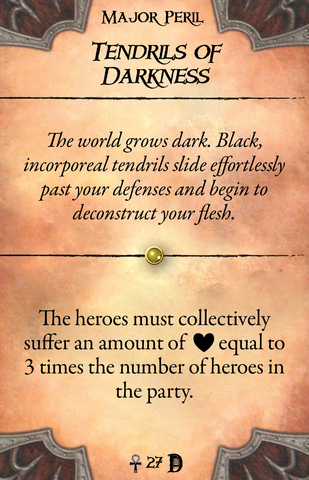 Major Peril
Tendrils of
Darkness
The world grows dark. Black,
incorporeal tendrils slide effortlessly
past your defenses and begin to
deconstruct your flesh.
The heroes must collectively
suffer an amount of ♥ equal to
3 times the number of heroes in
the party.
☥ 27 D